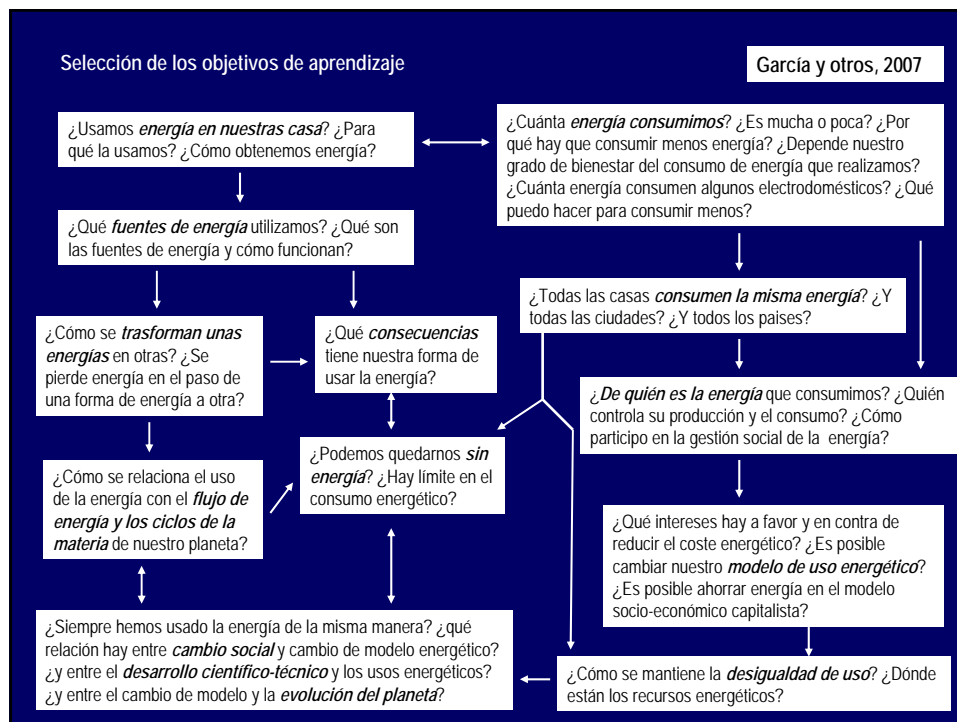 Selección de los objetivos de aprendizaje
García y otros, 2007
¿Usamos energía en nuestras casa? ¿Para
qué la usamos? ¿Cómo obtenemos energía?
¿Cuánta energía consumimos? ¿Es mucha o poca? ¿Por
qué hay que consumir menos energía? ¿Depende nuestro
grado de bienestar del consumo de energía que realizamos?
¿Cuánta energía consumen algunos electrodomésticos? ¿Qué
puedo hacer para consumir menos?
¿Qué fuentes de energía utilizamos? ¿Qué son
las fuentes de energía y cómo funcionan?
¿Todas las casas consumen la misma energía? ¿Y
todas las ciudades? ¿Y todos los paises?
¿Cómo se trasforman unas
energías en otras? ¿Se
pierde energía en el paso de
una forma de energía a otra?
¿Qué consecuencias
tiene nuestra forma de
usar la energía?
¿De quién es la energía que consumimos? ¿Quién
controla su producción y el consumo? ¿Cómo
participo en la gestión social de la energía?
¿Podemos quedarnos sin
energía? ¿Hay límite en el
consumo energético?
¿Cómo se relaciona el uso
de la energía con el flujo de
energía y los ciclos de la
materia de nuestro planeta?
¿Qué intereses hay a favor y en contra de
reducir el coste energético? ¿Es posible
cambiar nuestro modelo de uso energético?
¿Es posible ahorrar energía en el modelo
socio-económico capitalista?
¿Siempre hemos usado la energía de la misma manera? ¿qué
relación hay entre cambio social y cambio de modelo energético?
¿y entre el desarrollo científico-técnico y los usos energéticos?
¿y entre el cambio de modelo y la evolución del planeta?
¿Cómo se mantiene la desigualdad de uso? ¿Dónde
están los recursos energéticos?